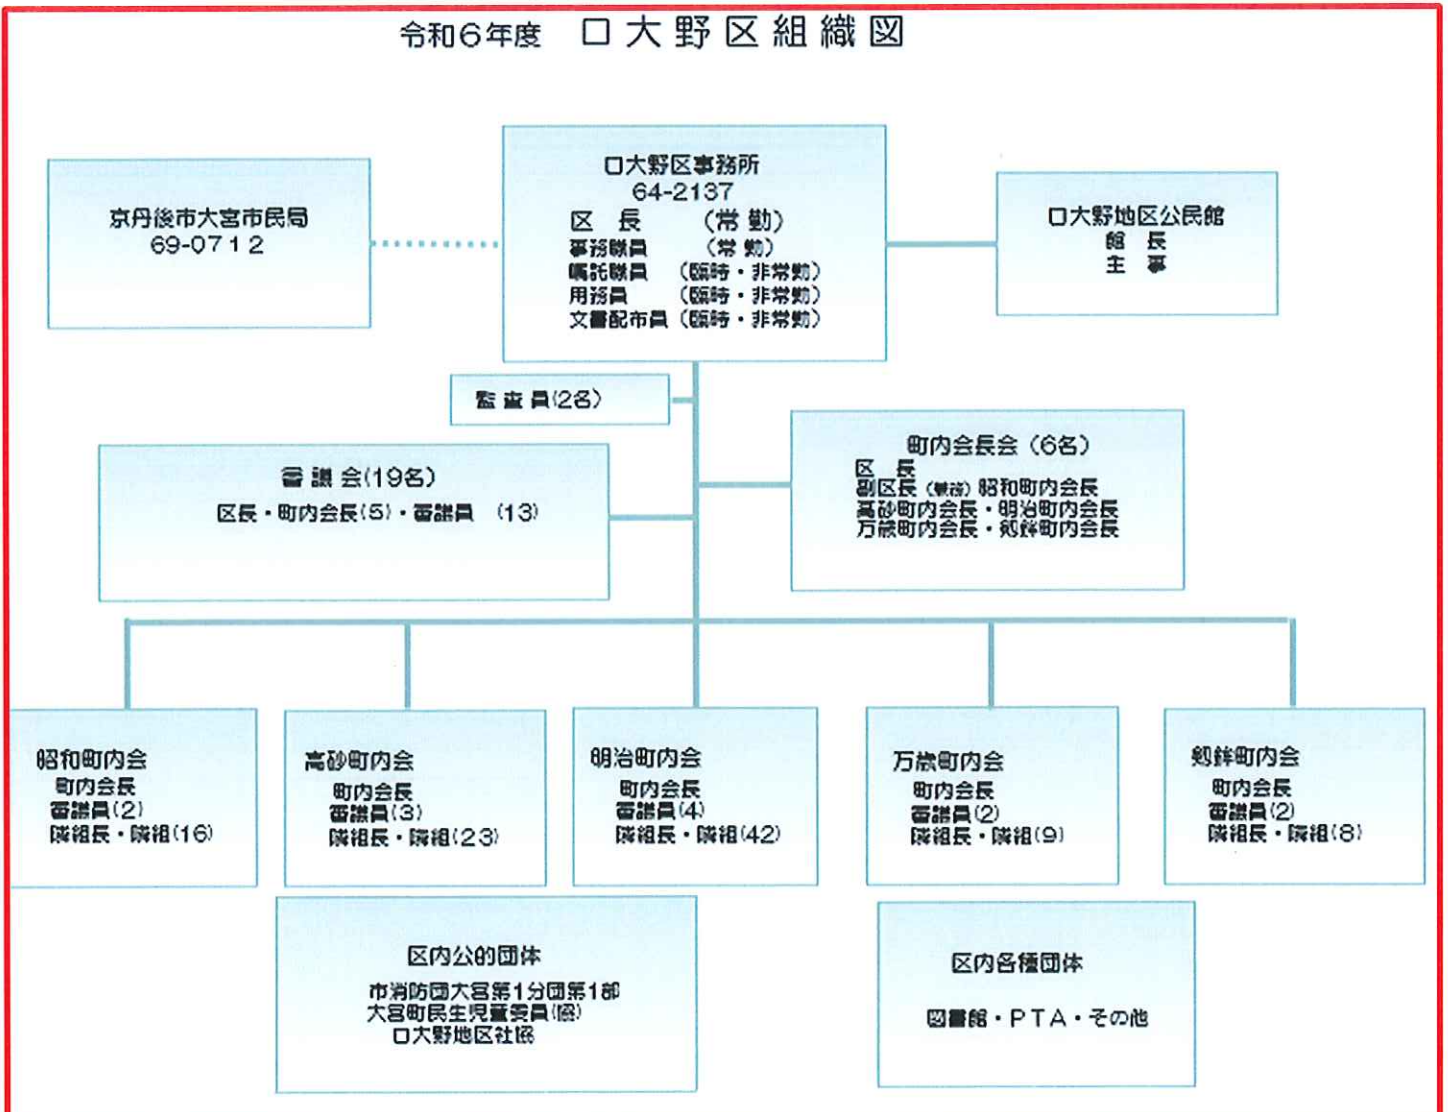 令和6年度　口大野区組織図
京丹後市大宮市民局
69-0712
口大野区事務所
64-2137
区　長　（常 勤）
事務職員　（常 勤）
嘱託職員　（臨時・非常勤）
用務員　（臨時・非常勤）
文書配布員（臨時・非常勤）
口大野地区公民館
館　長
主　事
監 査 員(2名)
審 議 会(19名)
区長・町内会長(5)・審議員　(13)
町内会長会（6名）
区　長
副区長（兼務）昭和町内会長
高砂町内会長・明治町内会長
万歳町内会長・剱鉾町内会長
昭和町内会
町内会長
審議員(2)
隣組長・隣組(16)
高砂町内会
町内会長
審議員(3)
隣組長・隣組(23)
明治町内会
町内会長
審議員(4)
隣組長・隣組(42)
万歳町内会
町内会長
審議員(2)
隣組長・隣組(9)
剱鉾町内会
町内会長
審議員(2)
隣組長・隣組(8)
区内公的団体
市消防団大宮第1分団第1部
大宮町民生児童委員(協)
口大野地区社協
区内各種団体
図書館・PTA・その他